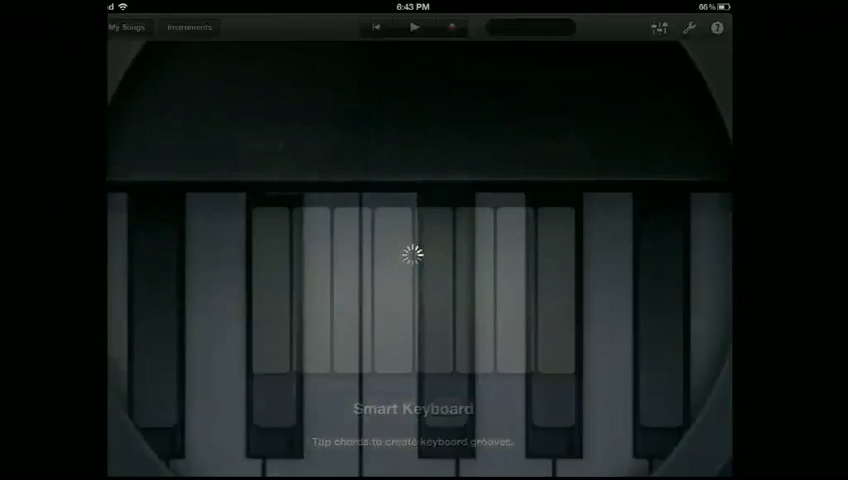 6:43 PM
66%
My Songs
Instruments
Smart Keyboard
Tap chords to create keyboard grooves.